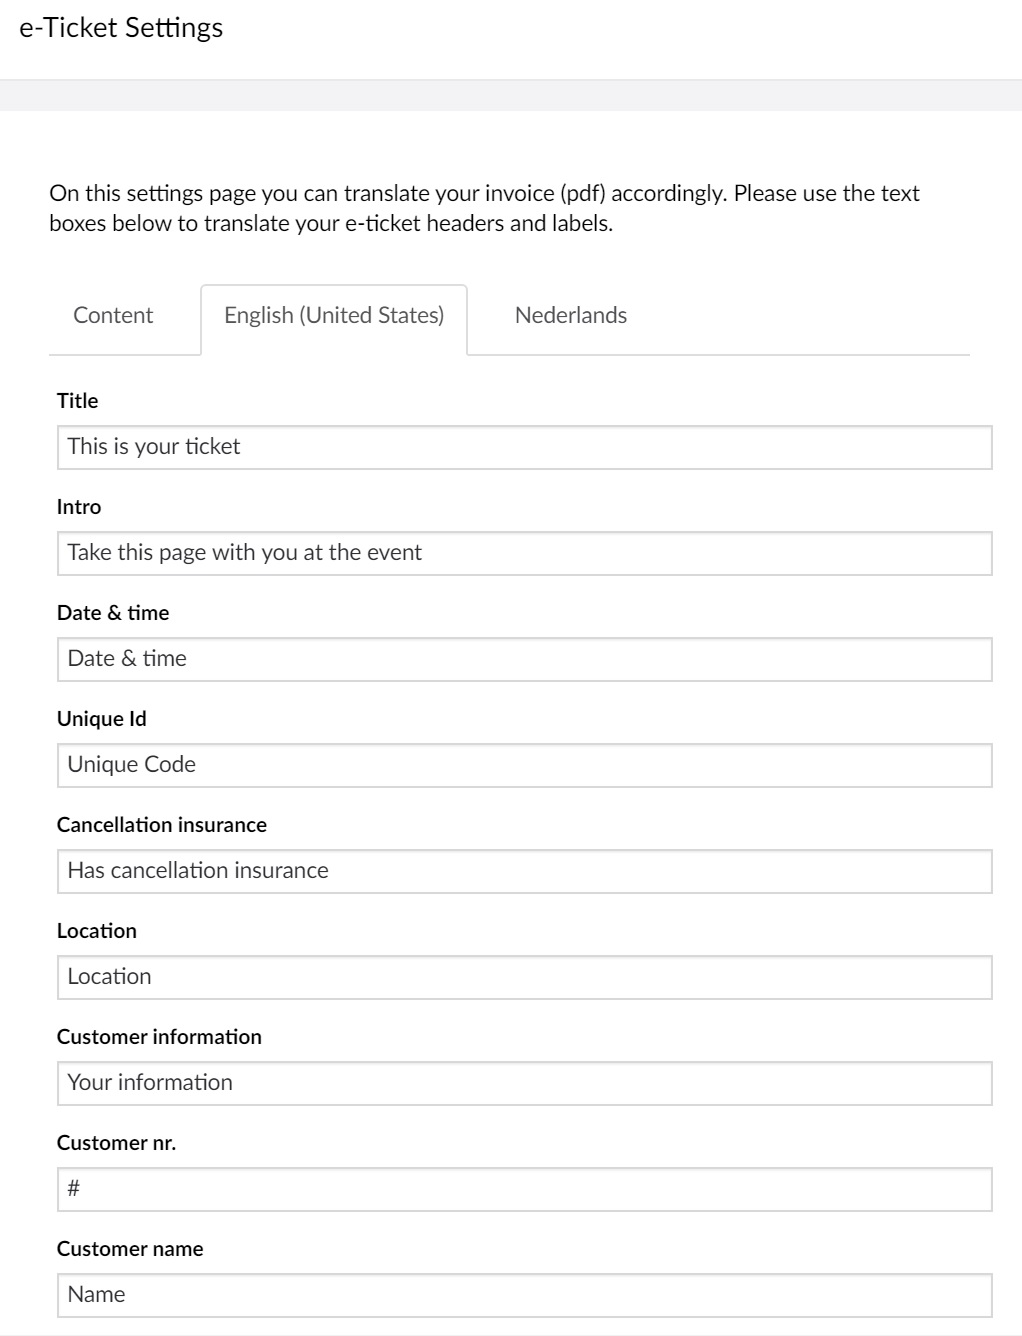 e-Ticket Settings
On this settings page you can translate your invoice (pdf) accordingly. Please use the text
boxes below to translate your e-ticket headers and labels.
Content English (United States) Nederlands
Title
This is your ticket
Intro
Take this page with you at the event
Date & time
Date & time
Unique Id
Unique Code
Cancellation insurance
Has cancellation insurance
Location
Location
Customer information
Your information
Customer nr.
#
Customer name
Name